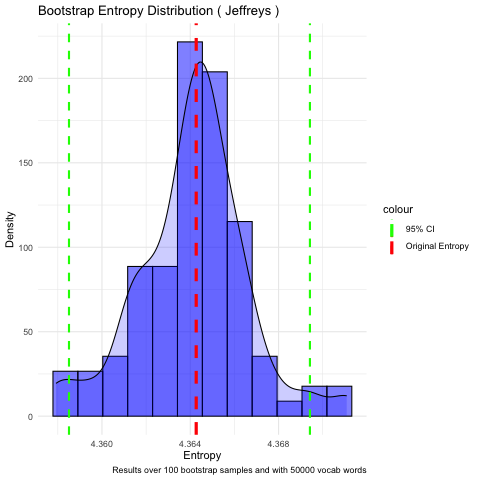 Bootstrap Entropy Distribution ( Jeffreys )
200
150
100
50
0
Density
4.360
4.364
4.368
Entropy
colour
95% CI
Original Entropy
Results over 100 bootstrap samples and with 50000 vocab words